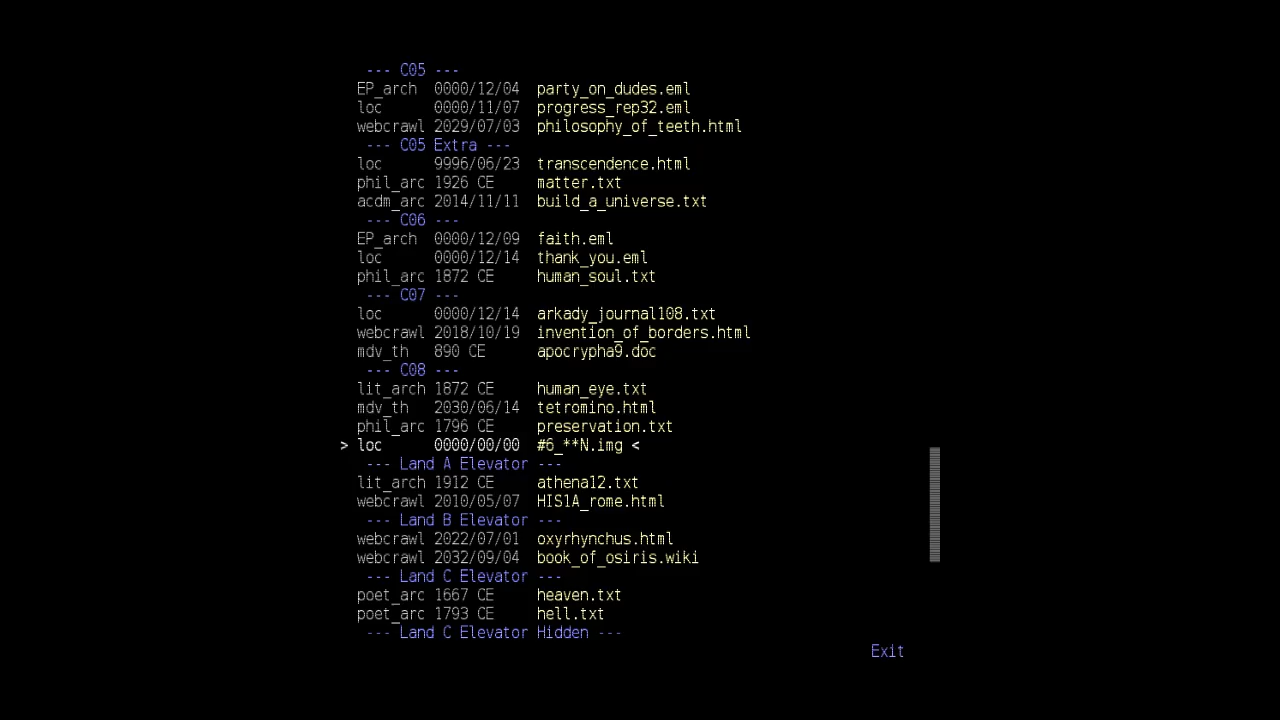 --- C05 ---
EP_arch 0000/12/04 party_on_dudes.eml
loc 0000/11/07 progress_rep32.eml
webcrawl 2029/07/03 philosophy_of_teeth.html
--- C05 Extra ---
loc 9996/06/23 transcendence.html
phil_arc 1926 CE matter.txt
acdm_arc 2014/11/11 build_a_universe.txt
--- C06 ---
EP_arch 0000/12/09 faith.eml
loc 0000/12/14 thank_you.eml
phil_arc 1872 CE human_soul.txt
--- C07 ---
loc 0000/12/14 arkady_journal108.txt
webcrawl 2018/10/19 invention_of_borders.html
mdv_th 890 CE apocrypha9.doc
--- C08 ---
lit_arch 1872 CE human_eye.txt
mdv_th 2030/06/14 tetromino.html
phil_arc 1796 CE preservation.txt
> loc 0000/00/00 #6_**N.img <
--- Land A Elevator ---
lit_arch 1912 CE athena12.txt
webcrawl 2010/05/07 HIS1A_rome.html
--- Land B Elevator ---
webcrawl 2022/07/01 oxyrhynchus.html
webcrawl 2032/09/04 book_of_osiris.wiki
--- Land C Elevator ---
poet_arc 1667 CE heaven.txt
poet_arc 1793 CE hell.txt
--- Land C Elevator Hidden ---
Exit